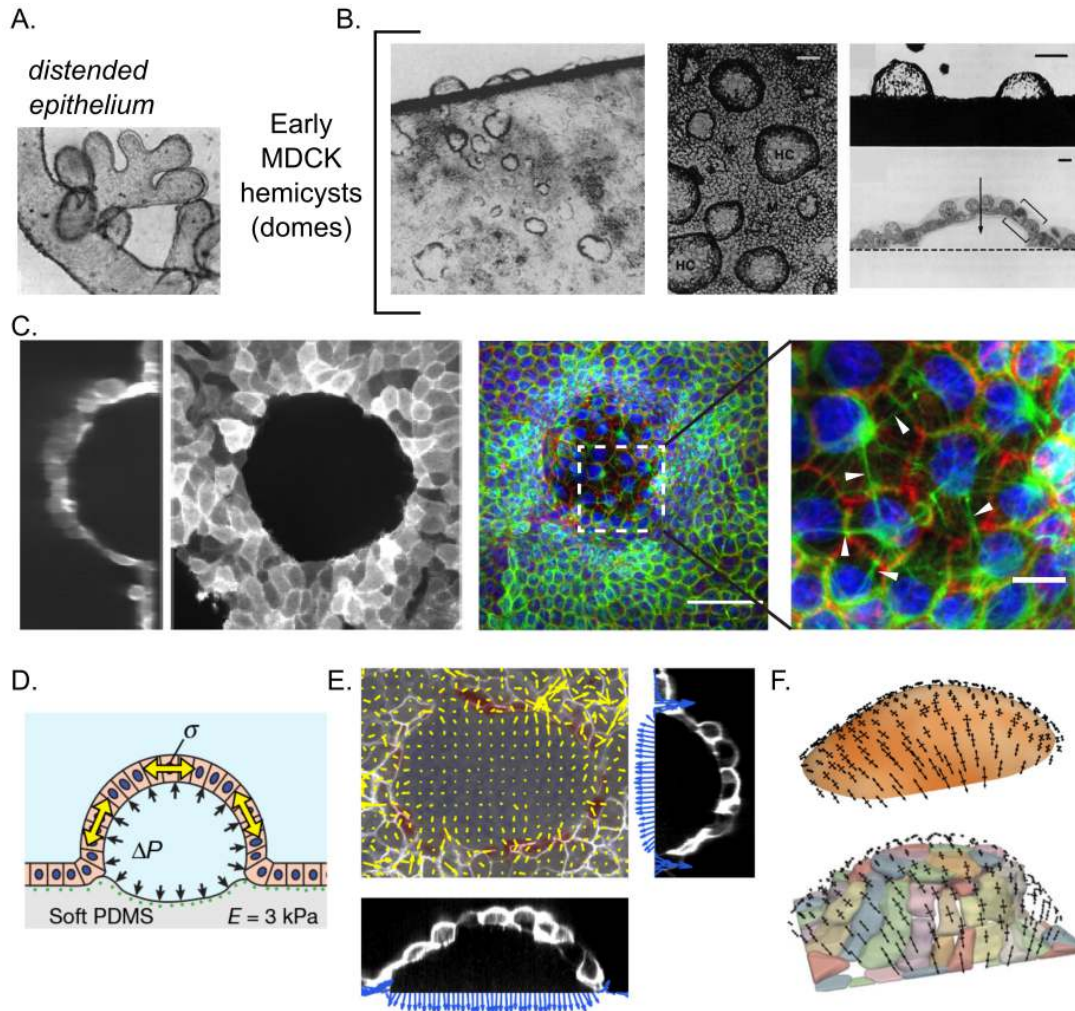 A.
distended
epithelium
B.
Early
MDCK
hemicysts
(domes)
HC
M
HC
C.
D.
σ
ΔP
Soft PDMS
E = 3 kPa
E.
F.